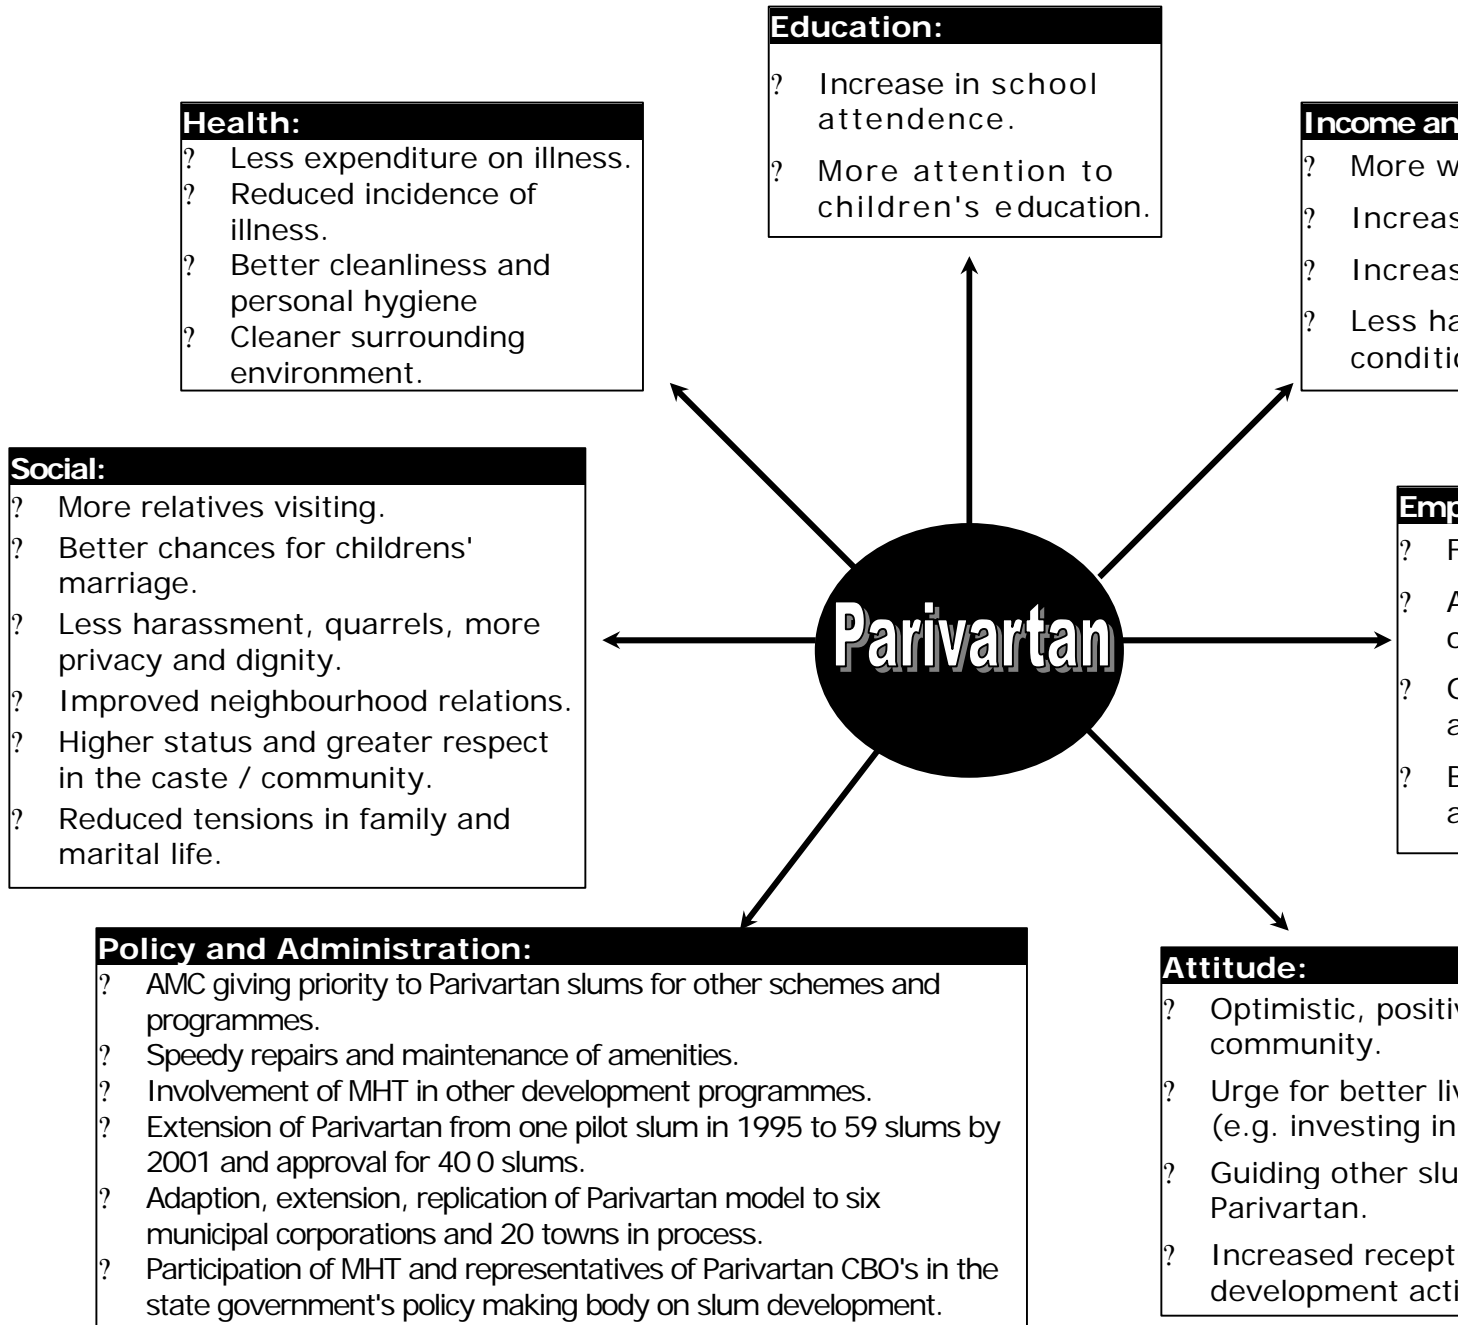 Education:
? Increase in school
attendence.
? More attention to
children's education.
Health:
? Less expenditure on illness.
? Reduced incidence of
illness.
? Better cleanliness and
personal hygiene
? Cleaner surrounding
environment.
Income an
? More w
? Increas
? Increas
? Less ha
conditio
Social:
? More relatives visiting.
? Better chances for childrens'
marriage.
? Less harassment, quarrels, more
privacy and dignity.
? Improved neighbourhood relations.
? Higher status and greater respect
in the caste / community.
? Reduced tensions in family and
marital life.
Parivartan
Emp
?
? A
?
? a
?
a
Policy and Administration:
? AMC giving priority to Parivartan slums for other schemes and
programmes.
? Speedy repairs and maintenance of amenities.
? Involvement of MHT in other development programmes.
? Extension of Parivartan from one pilot slum in 1995 to 59 slums by
2001 and approval for 400 slums.
? Adaption, extension, replication of Parivartan model to six
municipal corporations and 20 towns in process.
? Participation of MHT and representatives of Parivartan CBO's in the
state government's policy making body on slum development.
Attitude:
? Optimistic, positiv
community.
? Urge for better liv
(e.g. investing in
? Guiding other slu
Parivartan.
? Increased recept
development acti